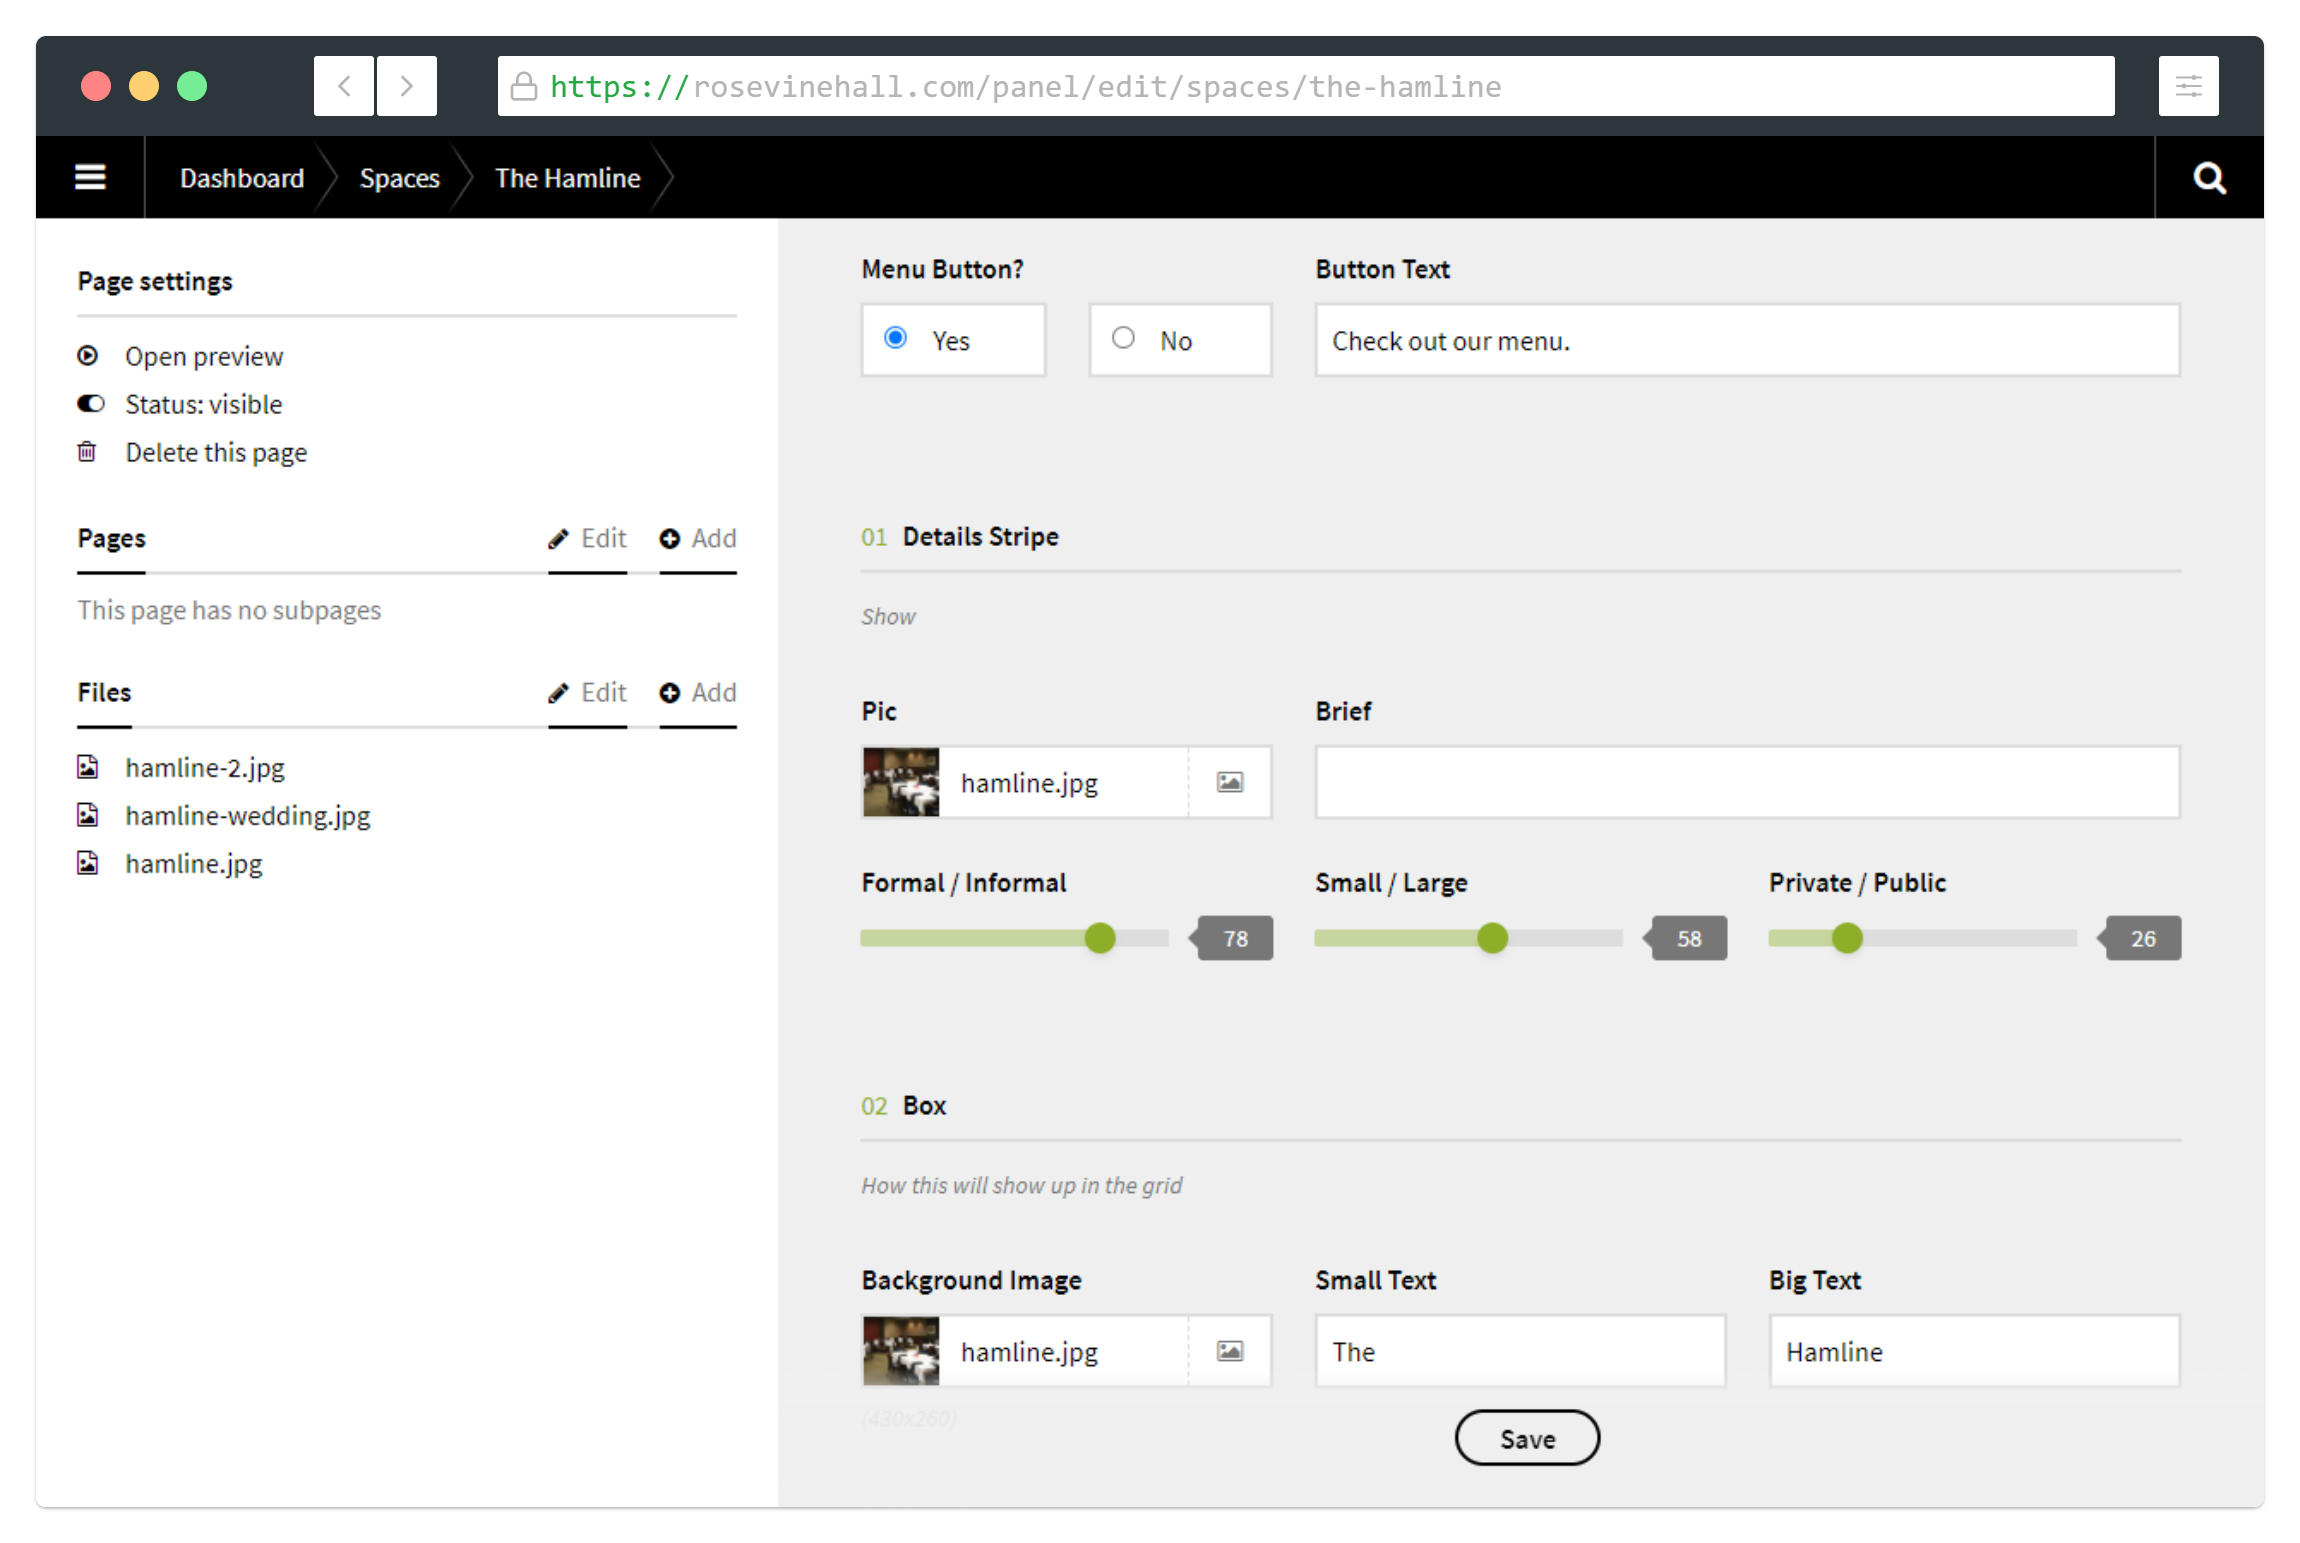 https://rosevinehall.com/panel/edit/spaces/the-hamline
Dashboard Spaces The Hamline
Page settings
Open preview
Status: visible
Delete this page
Pages Edit Add
This page has no subpages
Files Edit Add
hamline-2.jpg
hamline-wedding.jpg
hamline.jpg
Menu Button? Button Text
Yes No Check out our menu.
01 Details Stripe
Show
Pic Brief
hamline.jpg
Formal / Informal Small / Large Private / Public
78 58 26
02 Box
How this will show up in the grid
Background Image Small Text Big Text
hamline.jpg The Hamline
(430x260)
Save